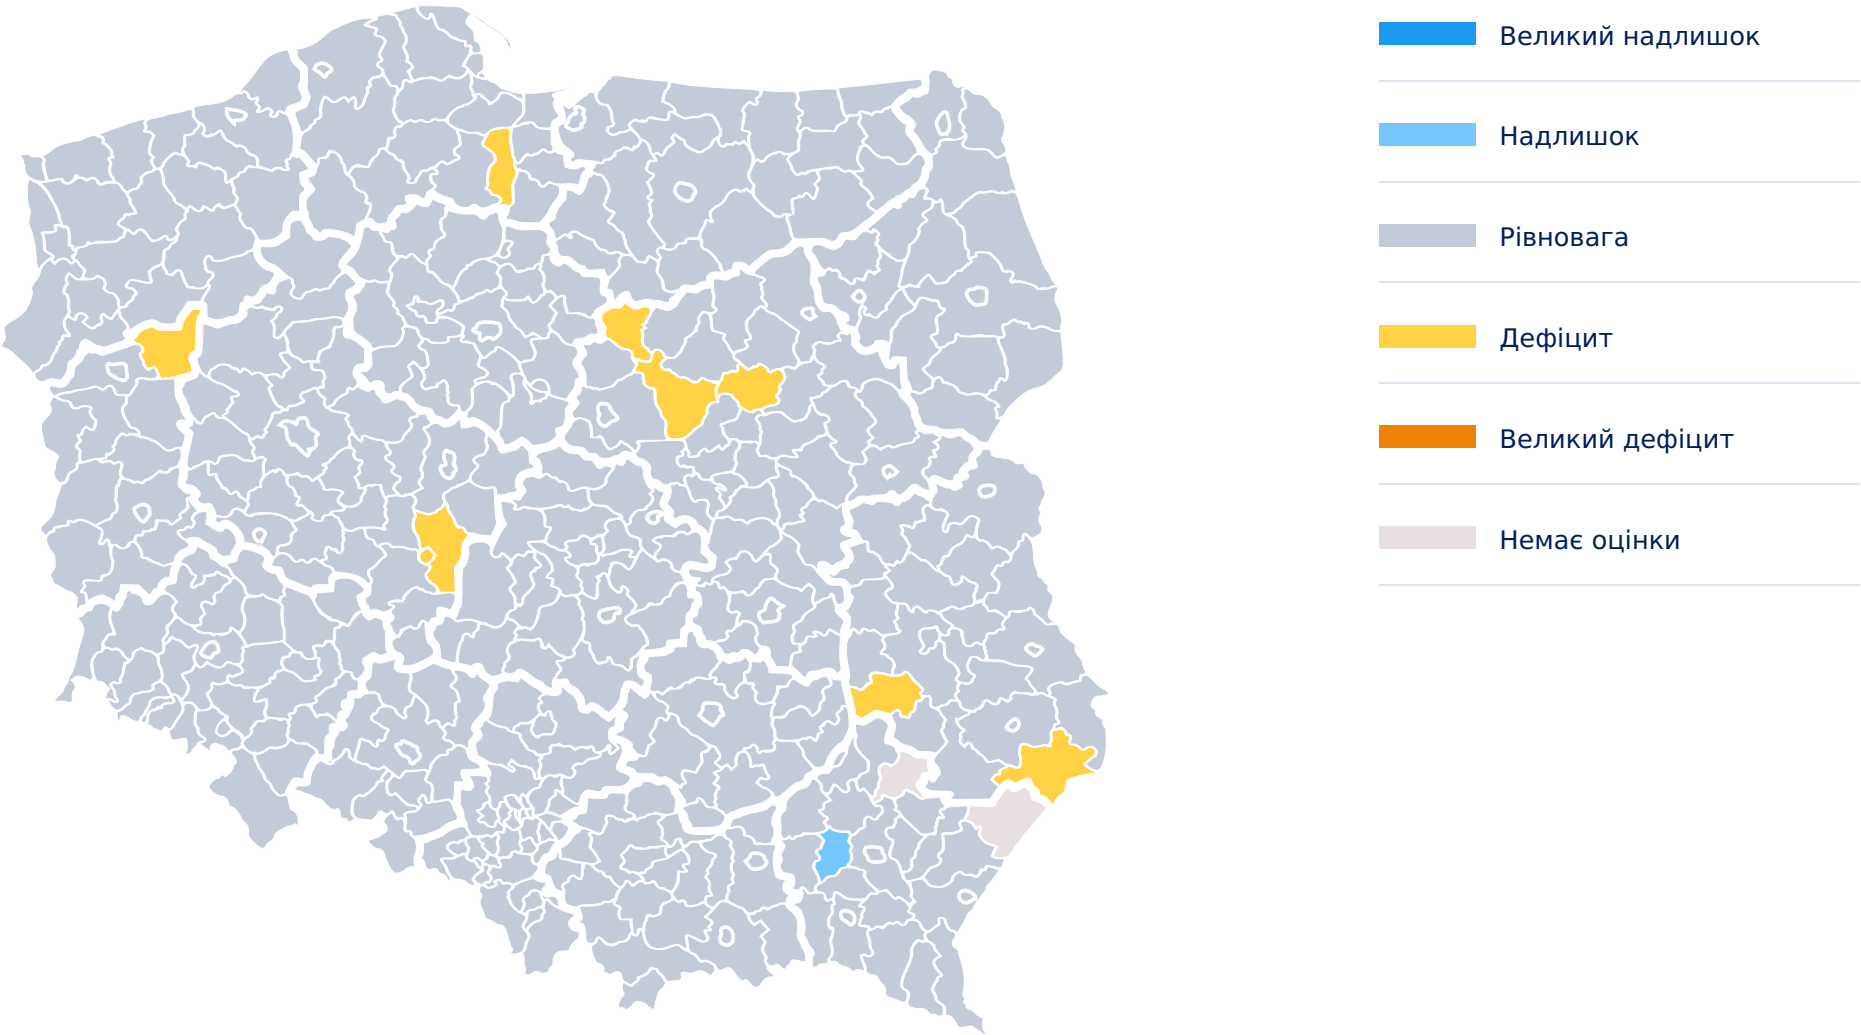 Великий надлишок
Надлишок
Рівновага
Дефіцит
Великий дефіцит
Немає оцінки